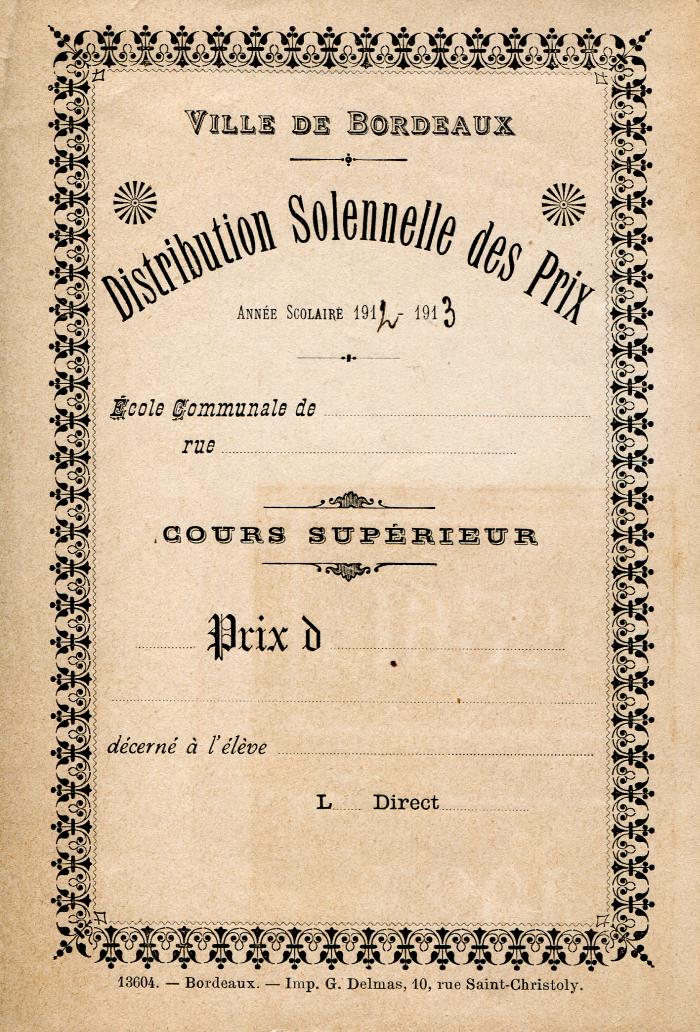 VILLE DE BORDEAUX
Distribution Solennelle des Prix
ANNÉE SCOLAIRE 1912 - 1913
École Communale de
rue
COURS SUPÉRIEUR
Prix d
décerné à l'élève
L Direct
13604. — Bordeaux. — Imp. G. Delmas, 10, rue Saint-Christoly.